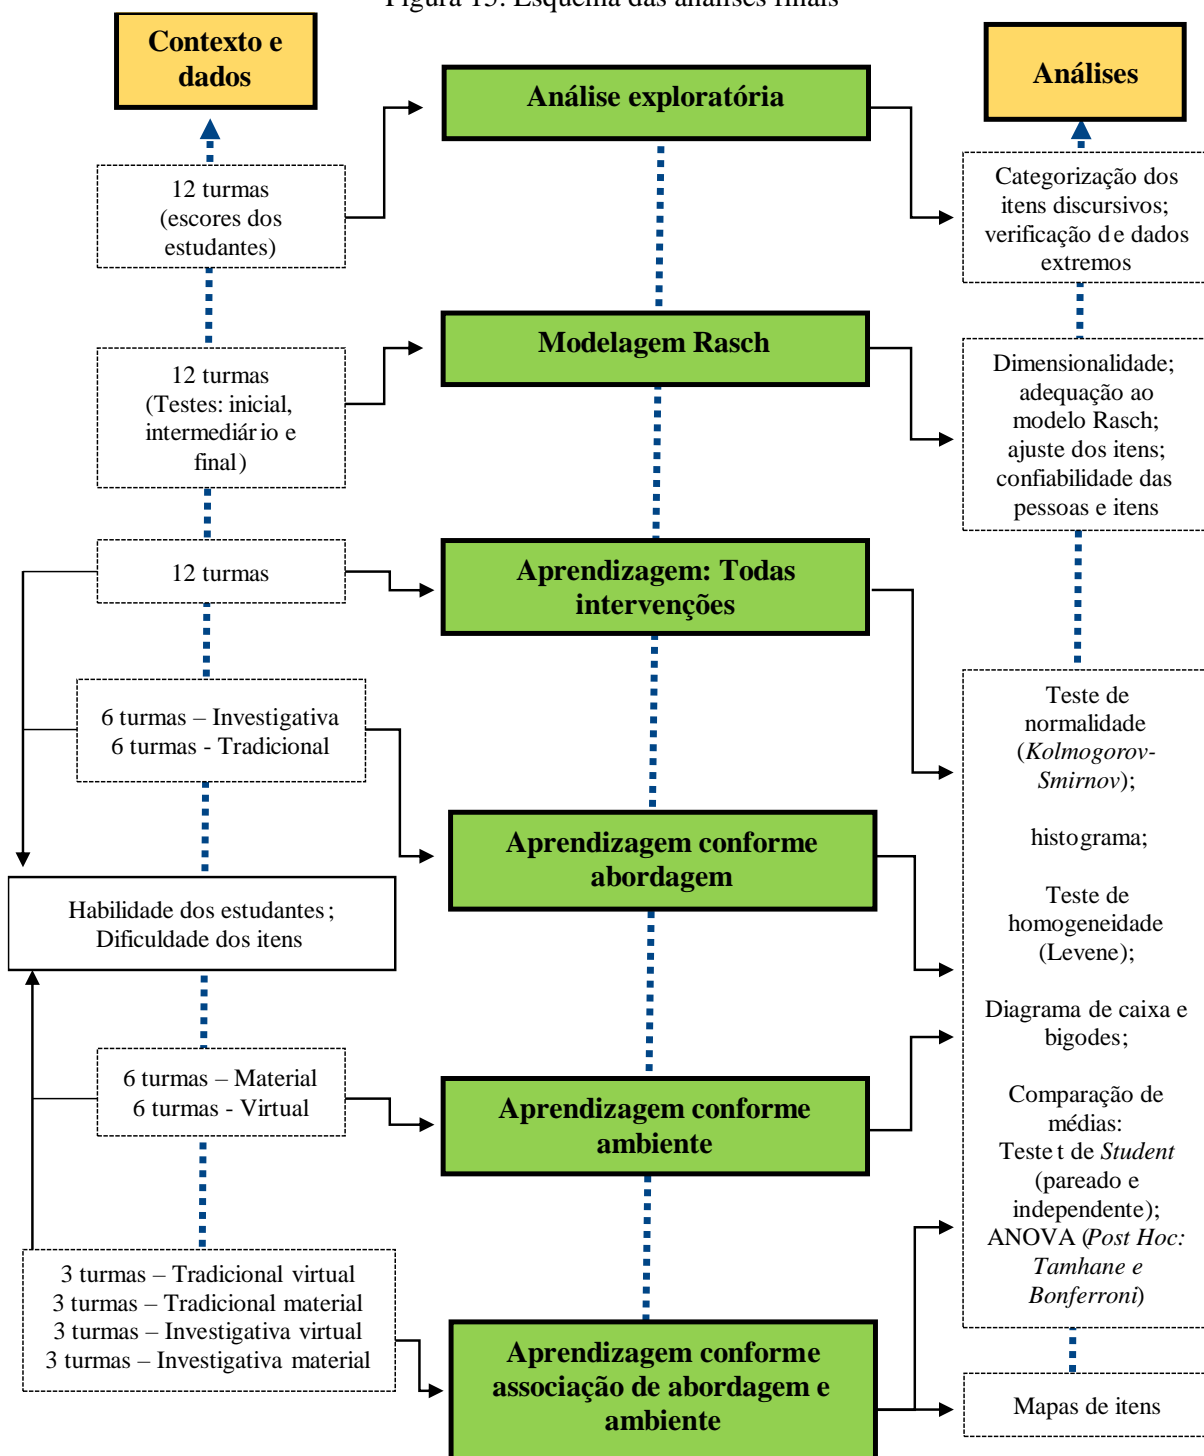 Figura 13: Esquema das análises finais
Contexto e
dados
Análise exploratória
Análises
12 turmas
(escores dos
estudantes)
Categorização dos
itens discursivos;
verificação de dados
extremos
Modelagem Rasch
12 turmas
(Testes: inicial,
intermediário e
final)
Dimensionalidade;
adequação ao
modelo Rasch;
ajuste dos itens;
confiabilidade das
pessoas e itens
12 turmas
Aprendizagem: Todas
intervenções
6 turmas – Investigativa
6 turmas - Tradicional
Aprendizagem conforme
abordagem
Habilidade dos estudantes;
Dificuldade dos itens
6 turmas – Material
6 turmas - Virtual
Aprendizagem conforme
ambiente
3 turmas – Tradicional virtual
3 turmas – Tradicional material
3 turmas – Investigativa virtual
3 turmas – Investigativa material
Aprendizagem conforme
associação de abordagem e
ambiente
Teste de
normalidade
(Kolmogorov-
Smirnov);
histograma;
Teste de
homogeneidade
(Levene);
Diagrama de caixa e
bigodes;
Comparação de
médias:
Teste t de Student
(pareado e
independente);
ANOVA (Post Hoc:
Tamhane e
Bonferroni)
Mapas de itens